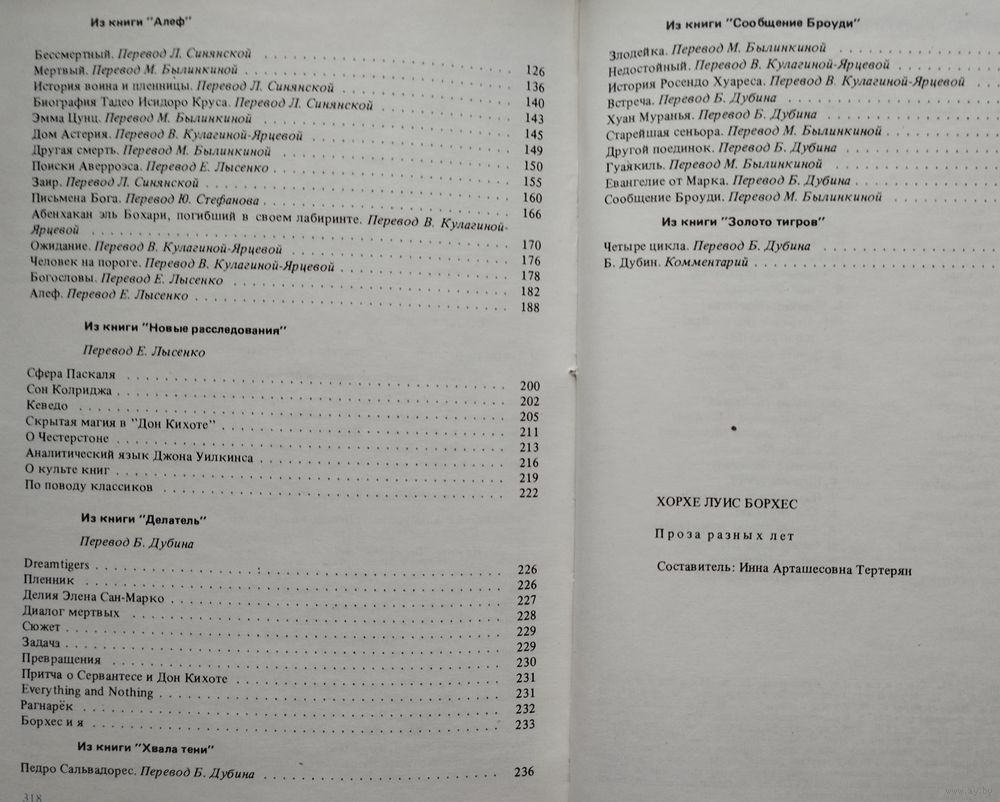 Из книги "Алеф"
Бессмертный. Перевод Л. Синянской 126
Мертвый. Перевод М. Былинкиной 136
История воина и пленницы. Перевод Л. Синянской 140
Биография Тадео Исидоро Круса. Перевод Л. Синянской 143
Эмма Цунц. Перевод М. Былинкиной 145
Дом Астерия. Перевод В. Кулагиной-Ярцевой 149
Другая смерть. Перевод М. Былинкиной 150
Поиски Аверроэса. Перевод Е. Лысенко 155
Заир. Перевод Л. Синянской 160
Письмена Бога. Перевод Ю. Стефанова 166
Абенхакан эль Бохари, погибший в своем лабиринте. Перевод В. Кулагиной-
Ярцевой 170
Ожидание. Перевод В. Кулагиной-Ярцевой 176
Человек на пороге. Перевод В. Кулагиной-Ярцевой 178
Богословы. Перевод Е. Лысенко 182
Алеф. Перевод Е. Лысенко 188
Из книги "Новые расследования"
Перевод Е. Лысенко
Сфера Паскаля 200
Сон Колриджа 202
Кеведо 205
Скрытая магия в "Дон Кихоте" 211
О Честерстоне 213
Аналитический язык Джона Уилкинса 216
О культе книг 219
По поводу классиков 222
Из книги "Делатель"
Перевод Б. Дубина
Dreamtigers 226
Пленник 226
Делия Элена Сан-Марко 227
Диалог мертвых 228
Сюжет 229
Задача 229
Превращения 230
Притча о Сервантесе и Дон Кихоте 231
Everything and Nothing 231
Рагнарёк 232
Борхес и я 233
Из книги "Хвала тени"
Педро Сальвадорес. Перевод Б. Дубина 236
318
Из книги "Сообщение Броуди"
Злодейка. Перевод М. Былинкиной
Недостойный. Перевод В. Кулагиной-Ярцевой
История Росендо Хуареса. Перевод В. Кулагиной-Ярцевой
Встреча. Перевод Б. Дубина
Хуан Муранья. Перевод Б. Дубина
Старейшая сеньора. Перевод М. Былинкиной
Другой поединок. Перевод Б. Дубина
Гуайкиль. Перевод М. Былинкиной
Евангелие от Марка. Перевод Б. Дубина
Сообщение Броуди. Перевод М. Былинкиной
Из книги "Золото тигров"
Четыре цикла. Перевод Б. Дубина
Б. Дубин. Комментарий
ХОРХЕ ЛУИС БОРХЕС
Проза разных лет
Составитель: Инна Арташесовна Тертерян
www.ay.by